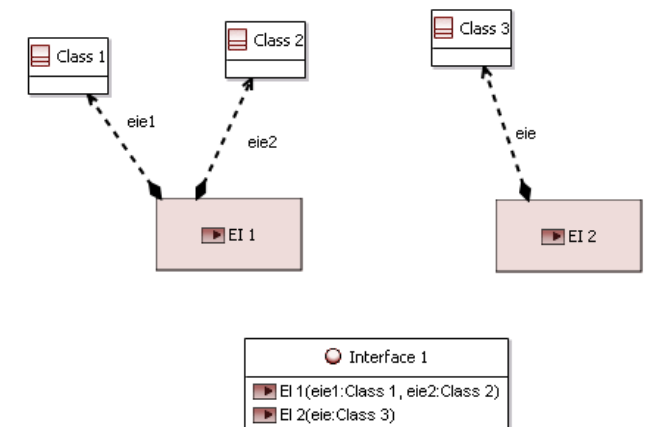 Class 1
Class 2
Class 3
eie1
eie2
eie
EI 1
EI 2
Interface 1
EI 1(eie1:Class 1, eie2:Class 2)
EI 2(eie:Class 3)